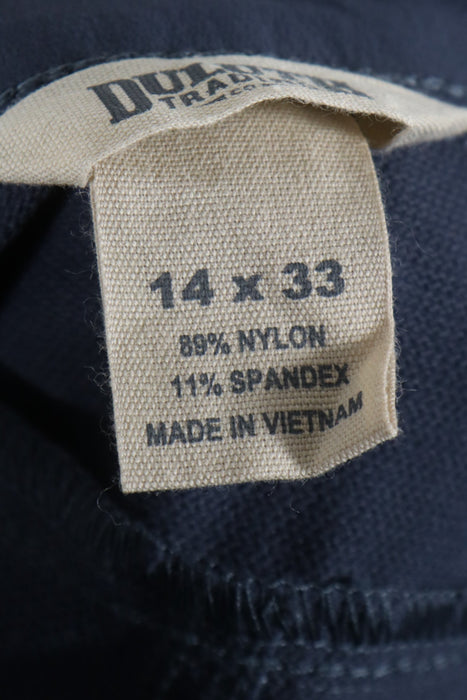 14 x 33
89% NYLON
11% SPANDEX
MADE IN VIETNAM